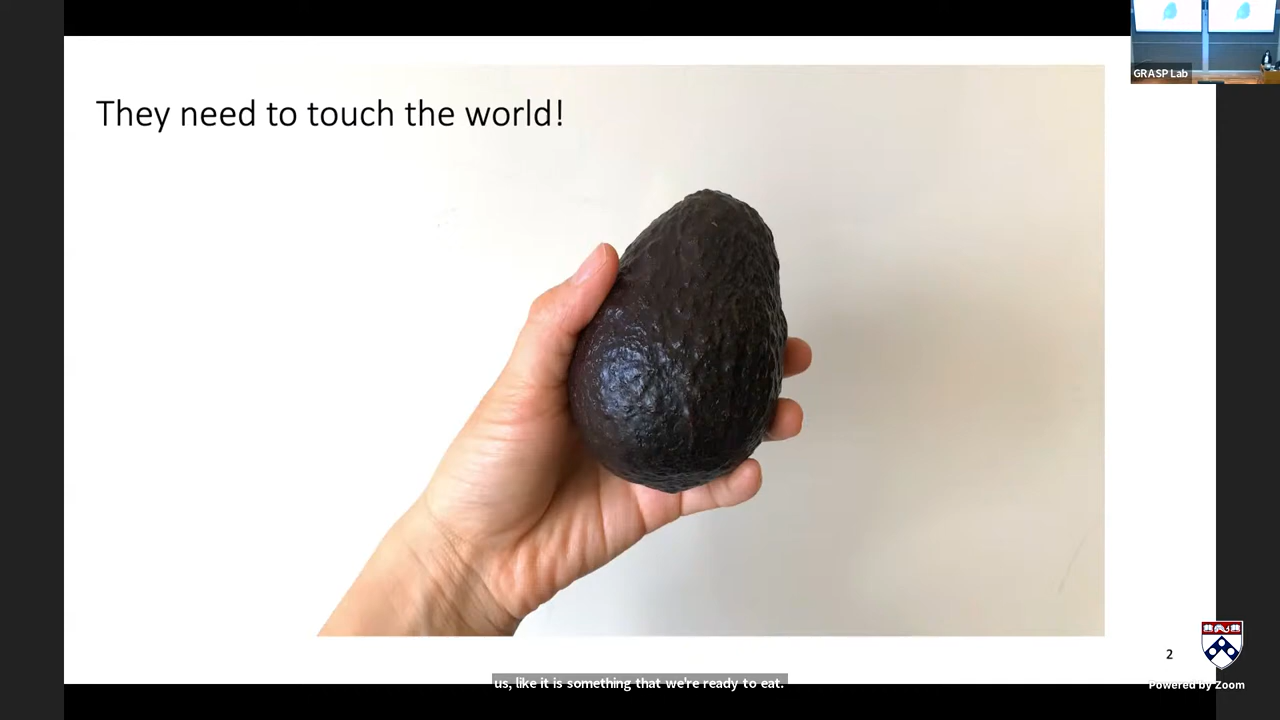 GRASP Lab
They need to touch the world!
2
us, like it is something that we're ready to eat.
Powered by Zoom